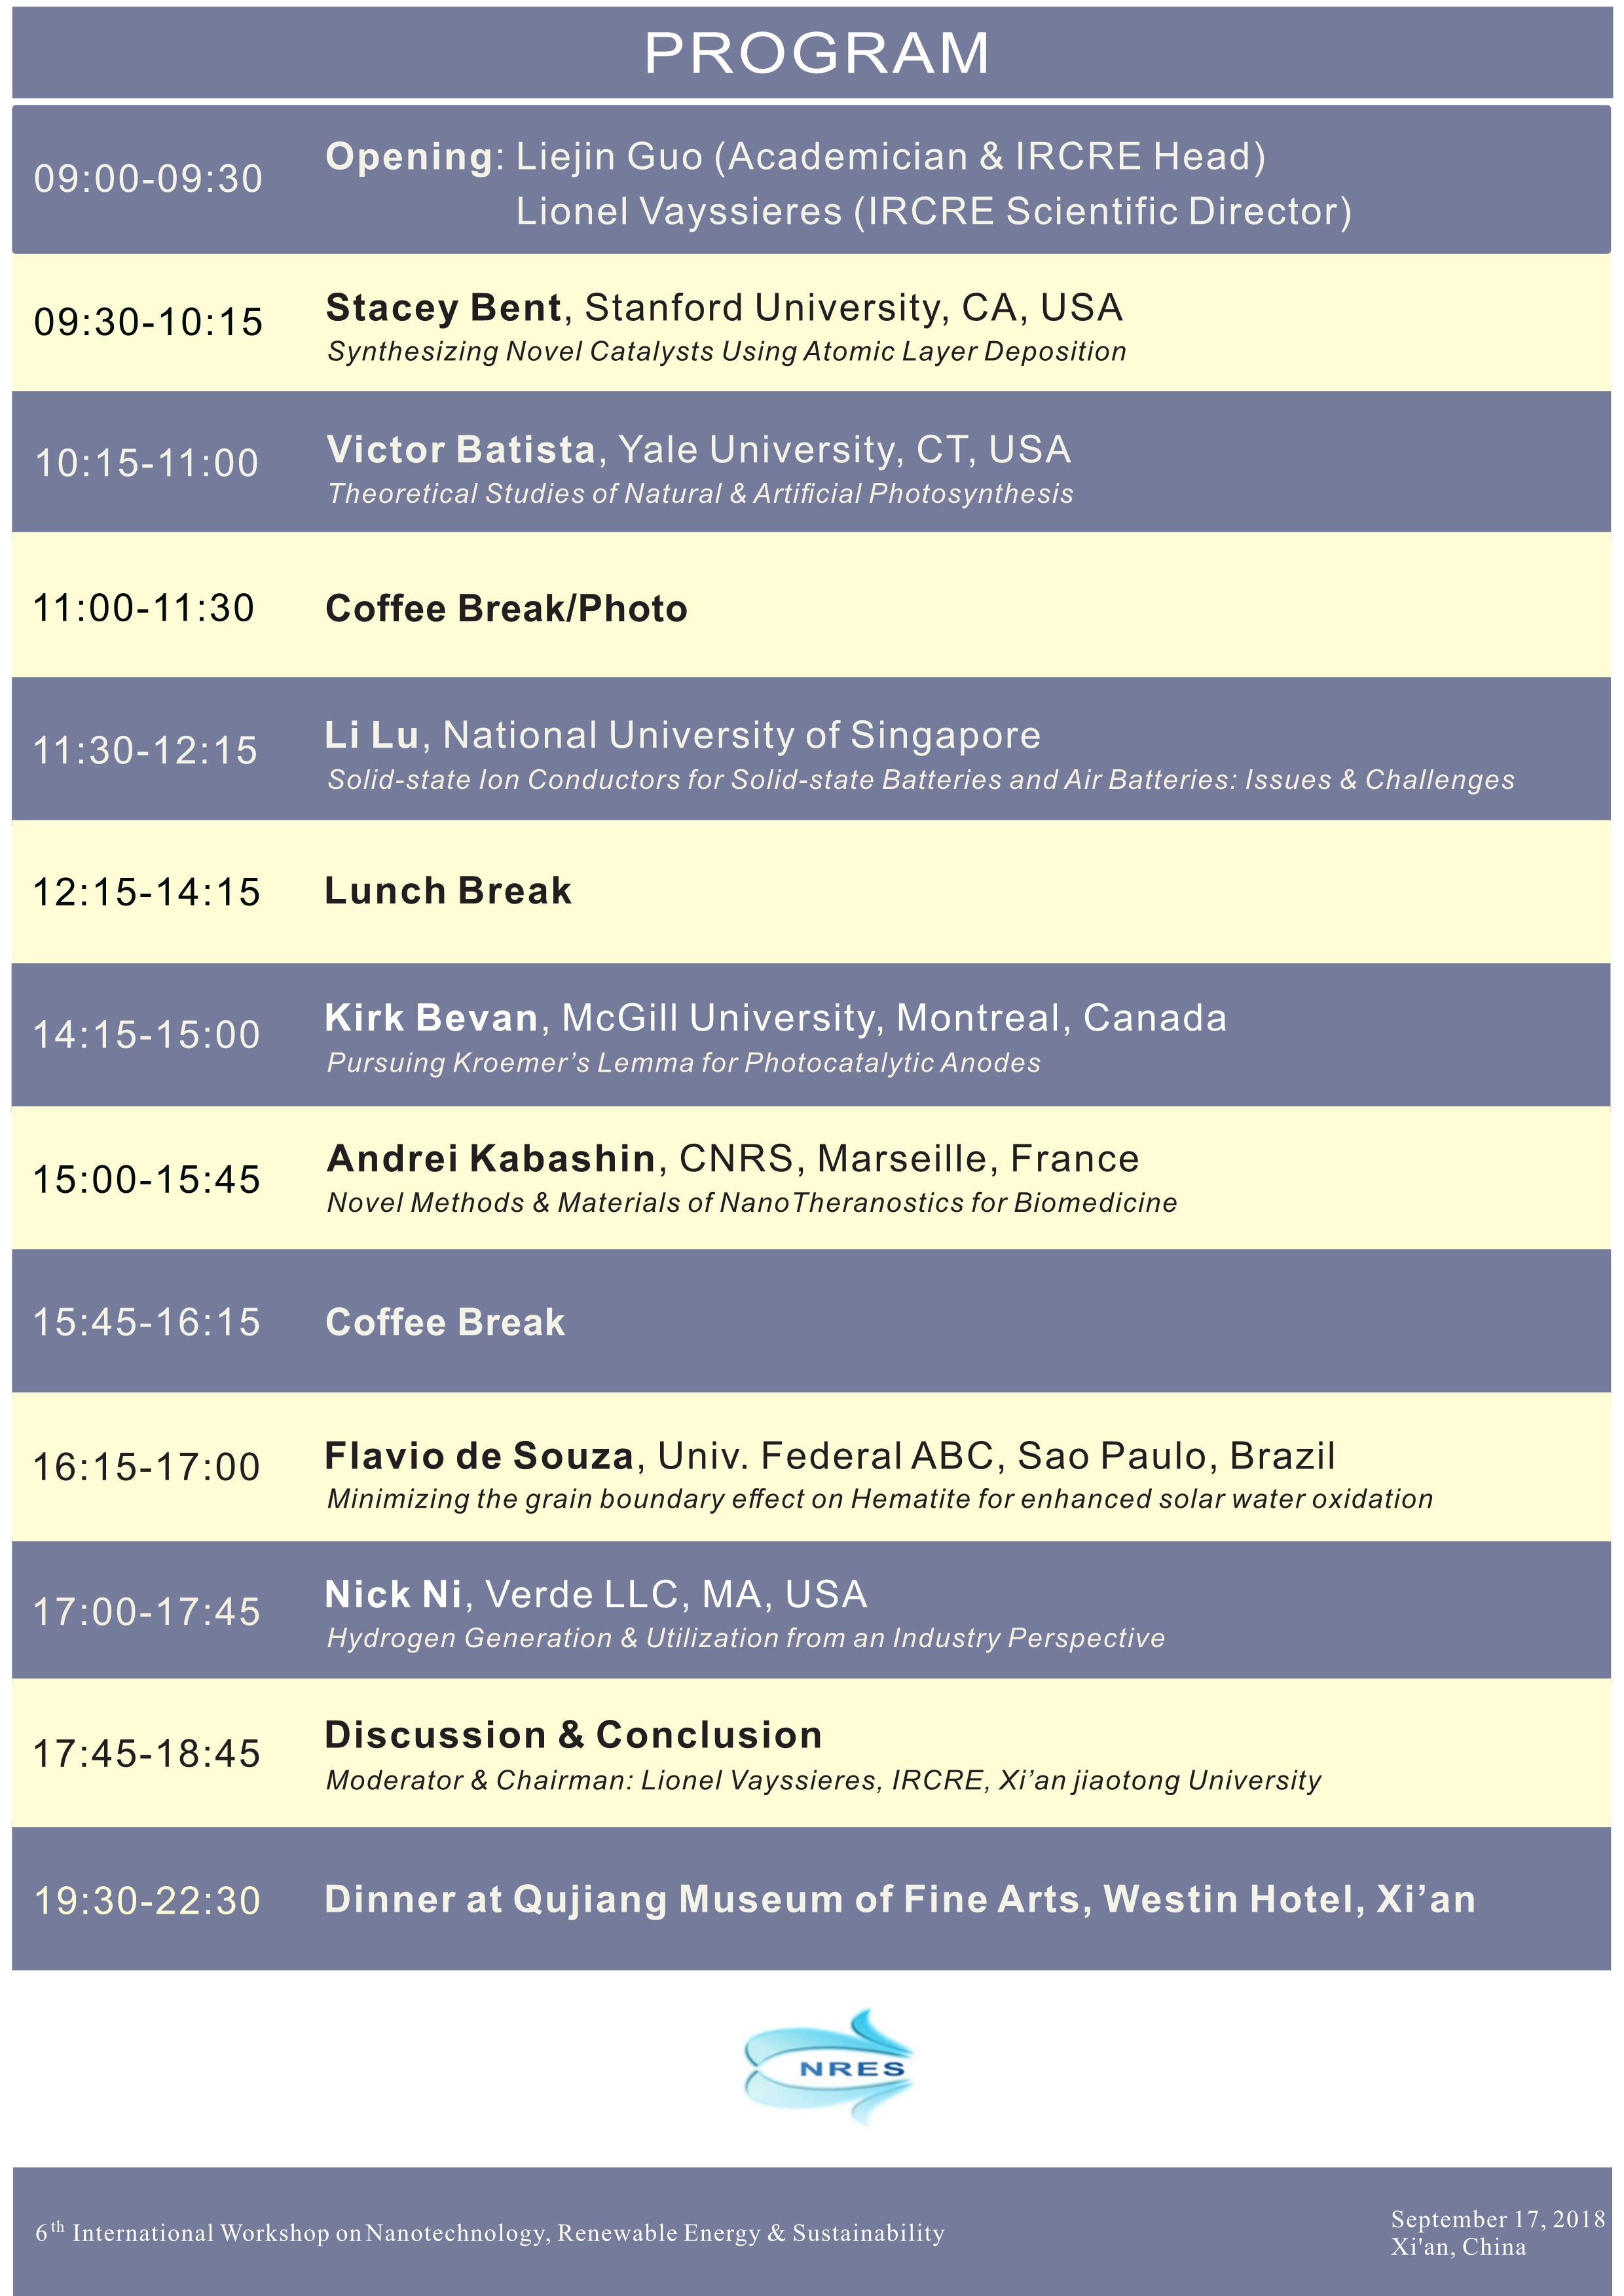 PROGRAM
09:00-09:30
Opening: Liejin Guo (Academician & IRCRE Head)
Lionel Vayssieres (IRCRE Scientific Director)
09:30-10:15
Stacey Bent, Stanford University, CA, USA
Synthesizing Novel Catalysts Using Atomic Layer Deposition
10:15-11:00
Victor Batista, Yale University, CT, USA
Theoretical Studies of Natural & Artificial Photosynthesis
11:00-11:30
Coffee Break/Photo
11:30-12:15
Li Lu, National University of Singapore
Solid-state Ion Conductors for Solid-state Batteries and Air Batteries: Issues & Challenges
12:15-14:15
Lunch Break
14:15-15:00
Kirk Bevan, McGill University, Montreal, Canada
Pursuing Kroemer’s Lemma for Photocatalytic Anodes
15:00-15:45
Andrei Kabashin, CNRS, Marseille, France
Novel Methods & Materials of NanoTheranostics for Biomedicine
15:45-16:15
Coffee Break
16:15-17:00
Flavio de Souza, Univ. Federal ABC, Sao Paulo, Brazil
Minimizing the grain boundary effect on Hematite for enhanced solar water oxidation
17:00-17:45
Nick Ni, Verde LLC, MA, USA
Hydrogen Generation & Utilization from an Industry Perspective
17:45-18:45
Discussion & Conclusion
Moderator & Chairman: Lionel Vayssieres, IRCRE, Xi’an jiaotong University
19:30-22:30
Dinner at Qujiang Museum of Fine Arts, Westin Hotel, Xi’an
NRES
6th International Workshop on Nanotechnology, Renewable Energy & Sustainability
September 17, 2018
Xi'an, China